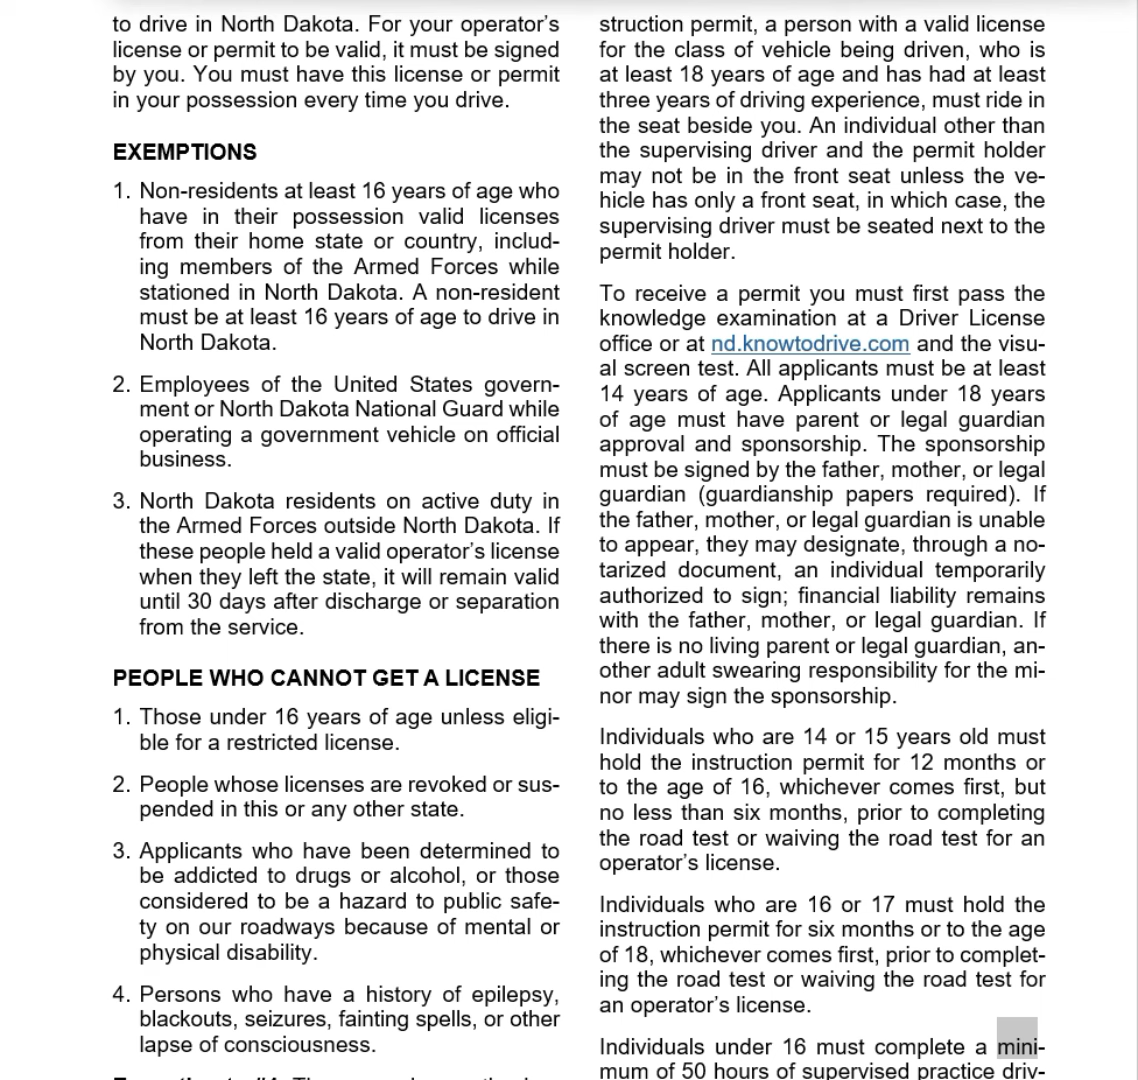 to drive in North Dakota. For your operator's
license or permit to be valid, it must be signed
by you. You must have this license or permit
in your possession every time you drive.
EXEMPTIONS
1. Non-residents at least 16 years of age who
have in their possession valid licenses
from their home state or country, includ-
ing members of the Armed Forces while
stationed in North Dakota. A non-resident
must be at least 16 years of age to drive in
North Dakota.
2. Employees of the United States govern-
ment or North Dakota National Guard while
operating a government vehicle on official
business.
3. North Dakota residents on active duty in
the Armed Forces outside North Dakota. If
these people held a valid operator's license
when they left the state, it will remain valid
until 30 days after discharge or separation
from the service.
PEOPLE WHO CANNOT GET A LICENSE
1. Those under 16 years of age unless eligi-
ble for a restricted license.
2. People whose licenses are revoked or sus-
pended in this or any other state.
3. Applicants who have been determined to
be addicted to drugs or alcohol, or those
considered to be a hazard to public safe-
ty on our roadways because of mental or
physical disability.
4. Persons who have a history of epilepsy,
blackouts, seizures, fainting spells, or other
lapse of consciousness.
struction permit, a person with a valid license
for the class of vehicle being driven, who is
at least 18 years of age and has had at least
three years of driving experience, must ride in
the seat beside you. An individual other than
the supervising driver and the permit holder
may not be in the front seat unless the ve-
hicle has only a front seat, in which case, the
supervising driver must be seated next to the
permit holder.
To receive a permit you must first pass the
knowledge examination at a Driver License
office or at nd.knowtodrive.com and the visu-
al screen test. All applicants must be at least
14 years of age. Applicants under 18 years
of age must have parent or legal guardian
approval and sponsorship. The sponsorship
must be signed by the father, mother, or legal
guardian (guardianship papers required). If
the father, mother, or legal guardian is unable
to appear, they may designate, through a no-
tarized document, an individual temporarily
authorized to sign; financial liability remains
with the father, mother, or legal guardian. If
there is no living parent or legal guardian, an-
other adult swearing responsibility for the mi-
nor may sign the sponsorship.
Individuals who are 14 or 15 years old must
hold the instruction permit for 12 months or
to the age of 16, whichever comes first, but
no less than six months, prior to completing
the road test or waiving the road test for an
operator's license.
Individuals who are 16 or 17 must hold the
instruction permit for six months or to the age
of 18, whichever comes first, prior to complet-
ing the road test or waiving the road test for
an operator's license.
Individuals under 16 must complete a mini-
mum of 50 hours of supervised practice driv-